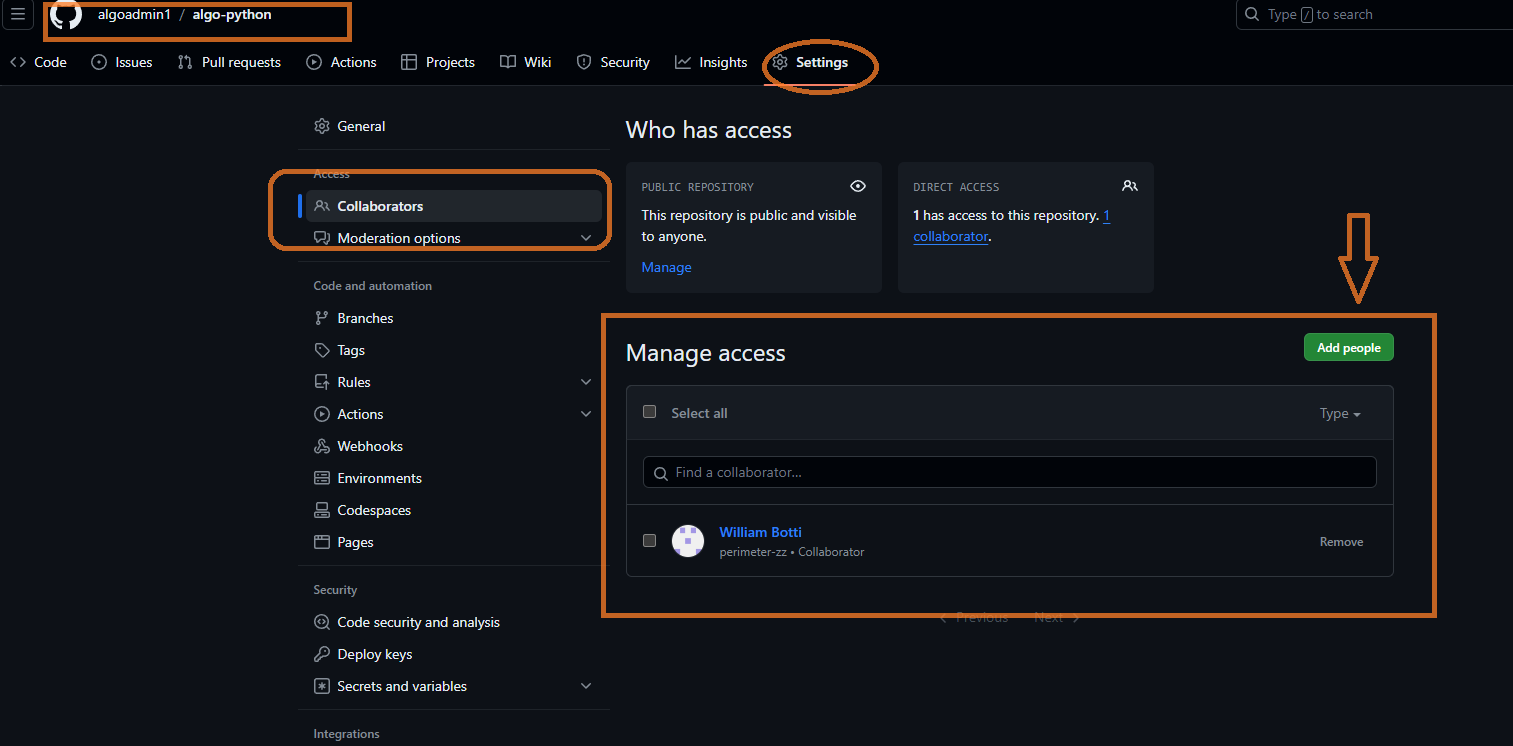 algoadmin1 / algo-python
Type / to search
Code Issues Pull requests Actions Projects Wiki Security Insights Settings
General
Access
Collaborators
Moderation options
Code and automation
Branches
Tags
Rules
Actions
Webhooks
Environments
Codespaces
Pages
Security
Code security and analysis
Deploy keys
Secrets and variables
Integrations
Who has access
PUBLIC REPOSITORY
This repository is public and visible
to anyone.
Manage
DIRECT ACCESS
1 has access to this repository. 1
collaborator.
Manage access
Add people
Select all
Type
Find a collaborator...
William Botti
perimeter-zz • Collaborator
Remove
Previous Next